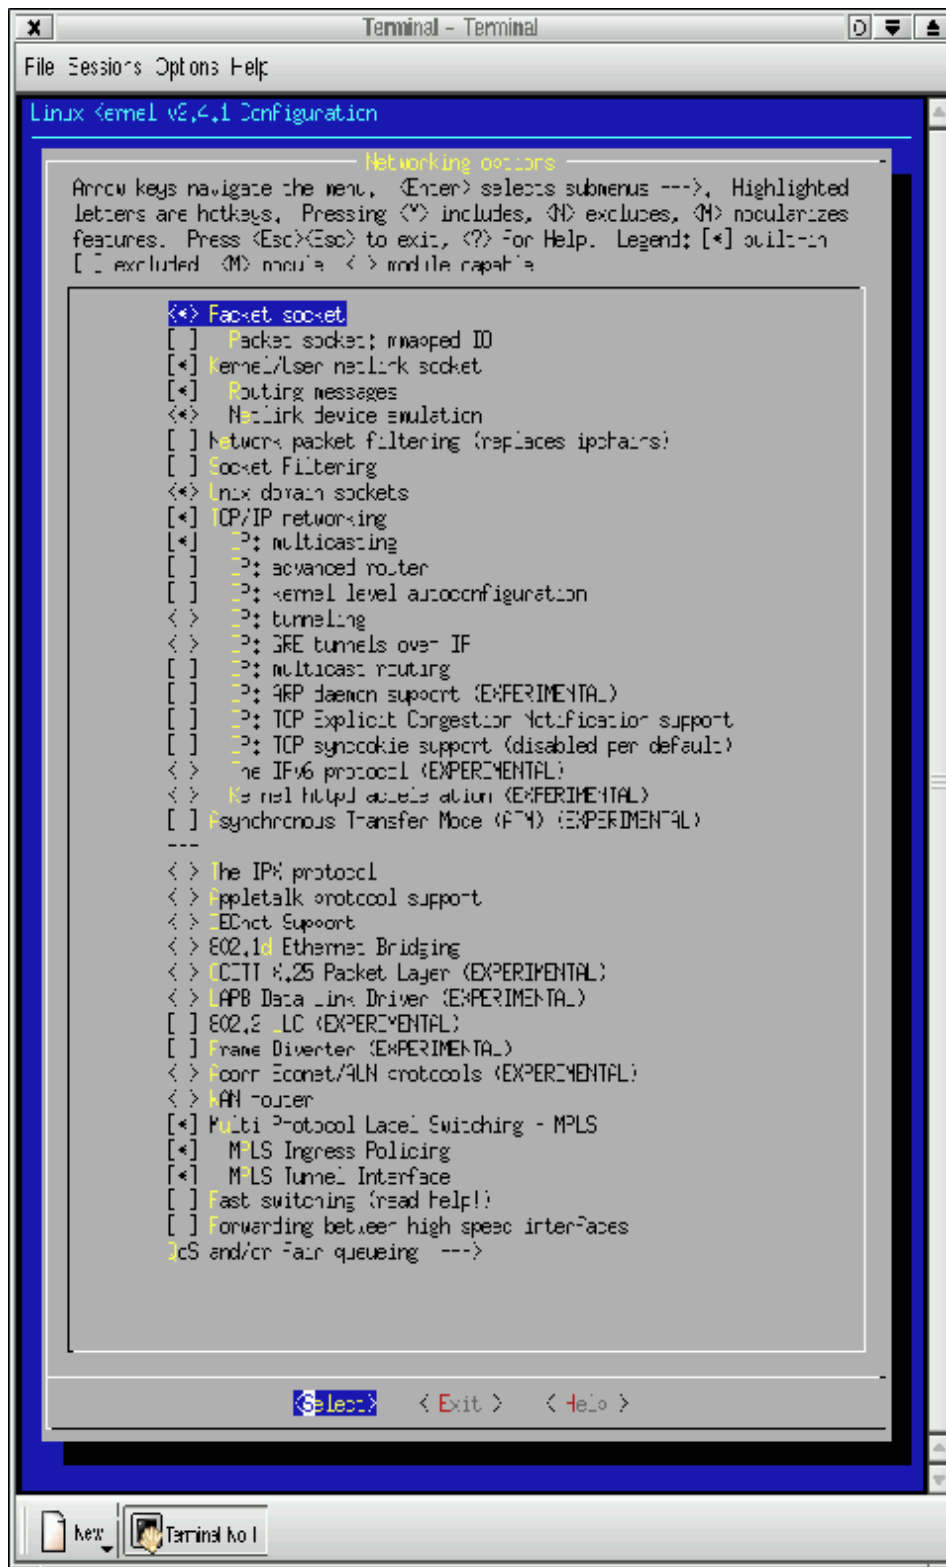 Terminal - Terminal
File Sessions Options Help
Linux Kernel v2.4.1 Configuration
Networking options
Arrow keys navigate the menu. <Enter> selects submenus --->. Highlighted
letters are hotkeys. Pressing <Y> includes, <N> excludes, <M> modularizes
features. Press <Esc><Esc> to exit, <?> for Help. Legend: [*] built-in
[ ] excluded <M> module < > module capable
<*> Packet socket
[ ] Packet socket: mmapped IO
[*] Kernel/User netlink socket
[*] Routing messages
<*> Netlink device emulation
[ ] Network packet filtering (replaces ipchains)
[ ] Socket Filtering
<*> Unix domain sockets
[*] TCP/IP networking
[*] IP: multicasting
[ ] IP: advanced router
[ ] IP: kernel level autoconfiguration
< > IP: tunneling
< > IP: GRE tunnels over IP
[ ] IP: multicast routing
[ ] IP: ARP daemon support (EXPERIMENTAL)
[ ] IP: TCP Explicit Congestion Notification support
[ ] IP: TCP syncookie support (disabled per default)
< > The IPv6 protocol (EXPERIMENTAL)
< > Kernel httpd acceleration (EXPERIMENTAL)
[ ] Asynchronous Transfer Mode (ATM) (EXPERIMENTAL)
---
< > The IPX protocol
< > Appletalk protocol support
< > DECnet Support
< > 802.1d Ethernet Bridging
< > CCITT X.25 Packet Layer (EXPERIMENTAL)
< > LAPB Data Link Driver (EXPERIMENTAL)
[ ] 802.2 LLC (EXPERIMENTAL)
[ ] Frame Diverter (EXPERIMENTAL)
< > Acorn Econet/AUN protocols (EXPERIMENTAL)
< > WAN router
[*] Multi Protocol Label Switching - MPLS
[*] MPLS Ingress Policing
[*] MPLS Tunnel Interface
[ ] Fast switching (read help!)
[ ] Forwarding between high speed interfaces
QoS and/or fair queueing --->
<Select> < Exit > < Help >
New Terminal No 1